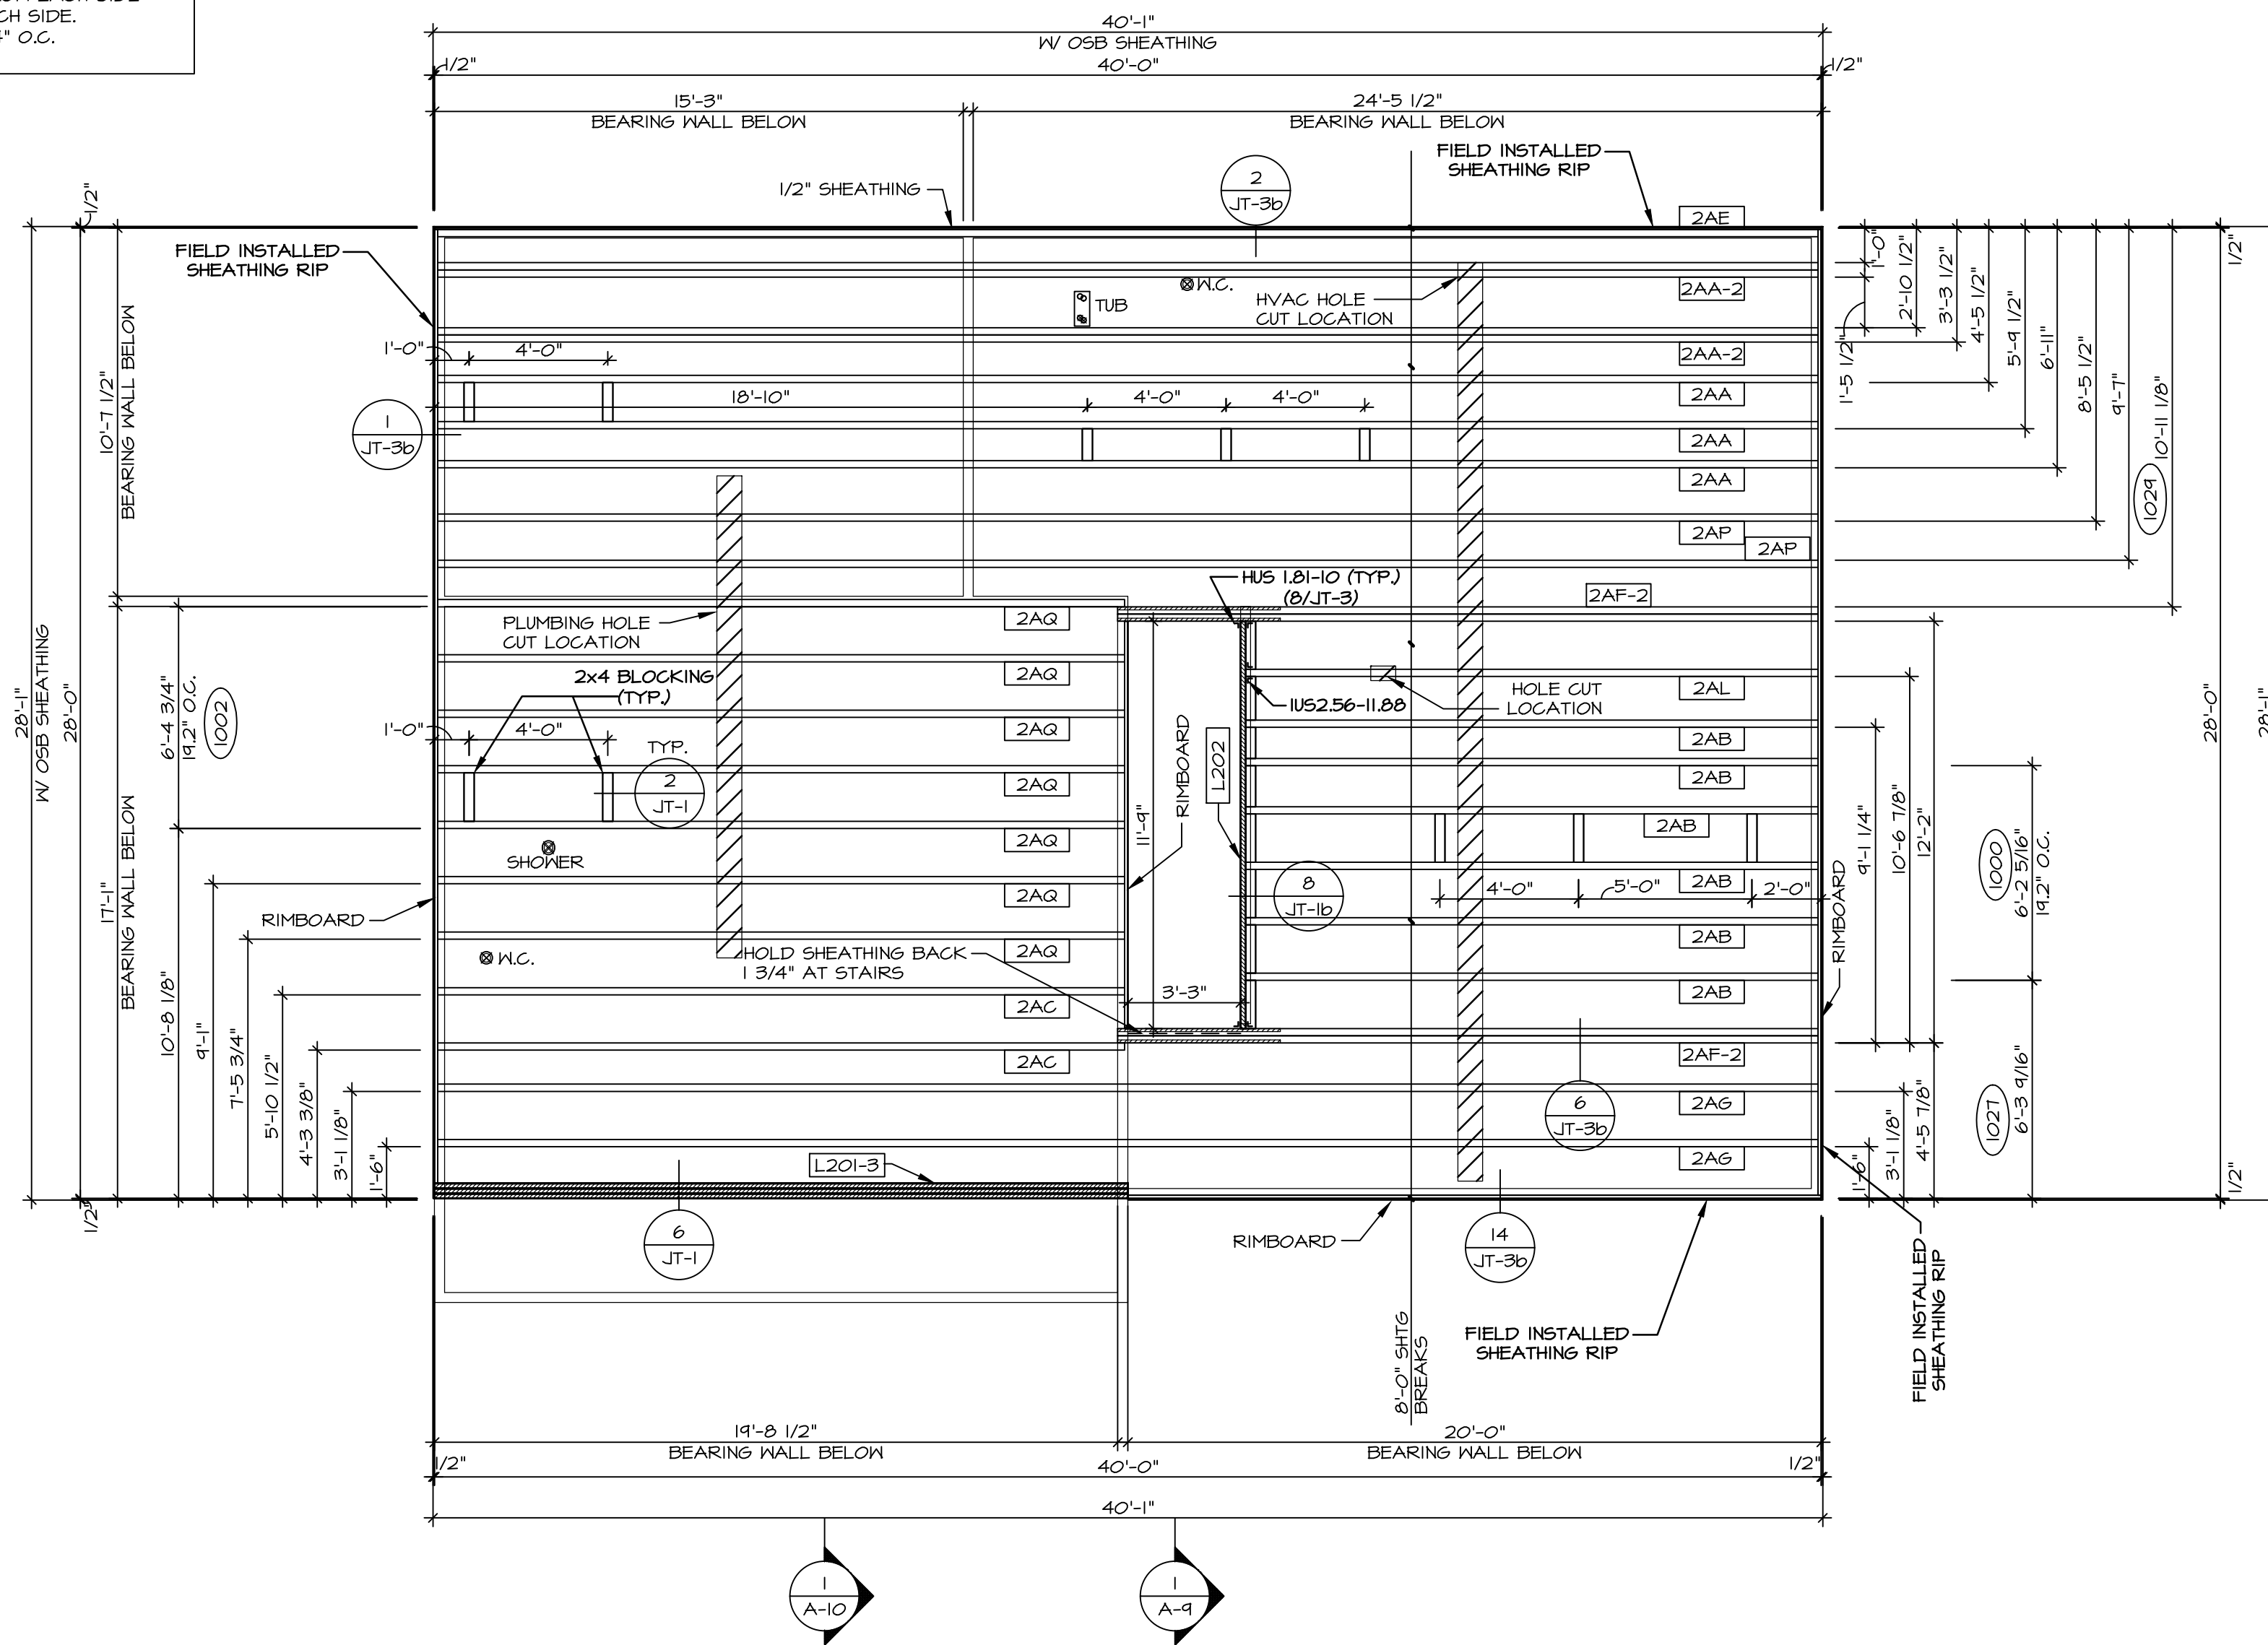 CH SIDE.
O.C.
40'-1"
W/ OSB SHEATHING
40'-0"
1/2"
1/2"
15'-3"
BEARING WALL BELOW
24'-5 1/2"
BEARING WALL BELOW
FIELD INSTALLED
SHEATHING RIP
1/2" SHEATHING
2
JT-3b
2AE
1/2"
1/2"
FIELD INSTALLED
SHEATHING RIP
W.C.
TUB
HVAC HOLE
CUT LOCATION
2AA-2
2AA-2
2AA
2AA
2AA
2AP
2AP
2AF-2
1'-0"
4'-0"
18'-10"
4'-0"
4'-0"
1
JT-3b
1'-0"
1'-5 1/2"
2'-10 1/2"
3'-3 1/2"
4'-5 1/2"
5'-9 1/2"
6'-11"
8'-5 1/2"
9'-7"
10'-11 1/8"
1029
10'-7 1/2"
BEARING WALL BELOW
HUS 1.81-10 (TYP.)
(8/JT-3)
PLUMBING HOLE
CUT LOCATION
2x4 BLOCKING
(TYP.)
2AQ
2AQ
2AQ
2AQ
2AQ
2AQ
2AQ
2AC
2AC
1'-0"
4'-0"
TYP.
2
JT-1
SHOWER
W.C.
RIMBOARD
HOLD SHEATHING BACK
1 3/4" AT STAIRS
11'-9"
RIMBOARD
L202
3'-3"
IUS2.56-11.88
HOLE CUT
LOCATION
2AL
2AB
2AB
2AB
2AB
2AB
2AB
2AF-2
2AG
2AG
8
JT-1b
4'-0"
5'-0"
2'-0"
RIMBOARD
28'-1"
W/ OSB SHEATHING
28'-0"
17'-1"
BEARING WALL BELOW
6'-4 3/4"
19.2" O.C.
1002
10'-8 1/8"
9'-1"
7'-5 3/4"
5'-10 1/2"
4'-3 3/8"
3'-1 1/8"
1'-6"
1/2"
9'-1 1/4"
10'-6 7/8"
12'-2"
1000
6'-2 5/16"
19.2" O.C.
1027
6'-3 9/16"
1'-6"
3'-1 1/8"
4'-5 7/8"
28'-0"
28'-1"
1/2"
L201-3
6
JT-1
6
JT-3b
14
JT-3b
RIMBOARD
FIELD INSTALLED
SHEATHING RIP
FIELD INSTALLED
SHEATHING RIP
8'-0" SHTG
BREAKS
19'-8 1/2"
BEARING WALL BELOW
20'-0"
BEARING WALL BELOW
1/2"
40'-0"
1/2"
40'-1"
1
A-10
1
A-9